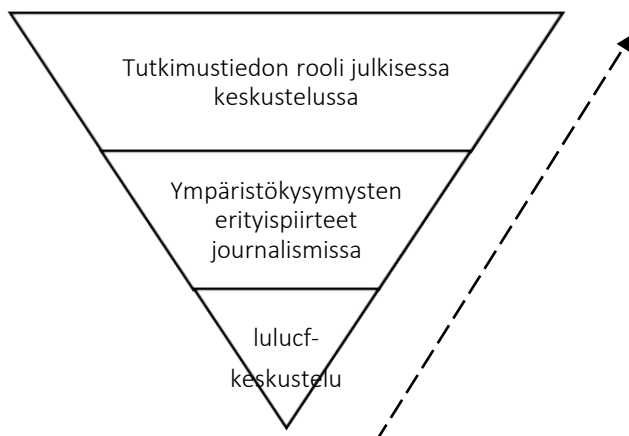 Tutkimustiedon rooli julkisessa
keskustelussa
Ympäristökysymysten
erityispiirteet
journalismissa
lulucf-
keskustelu